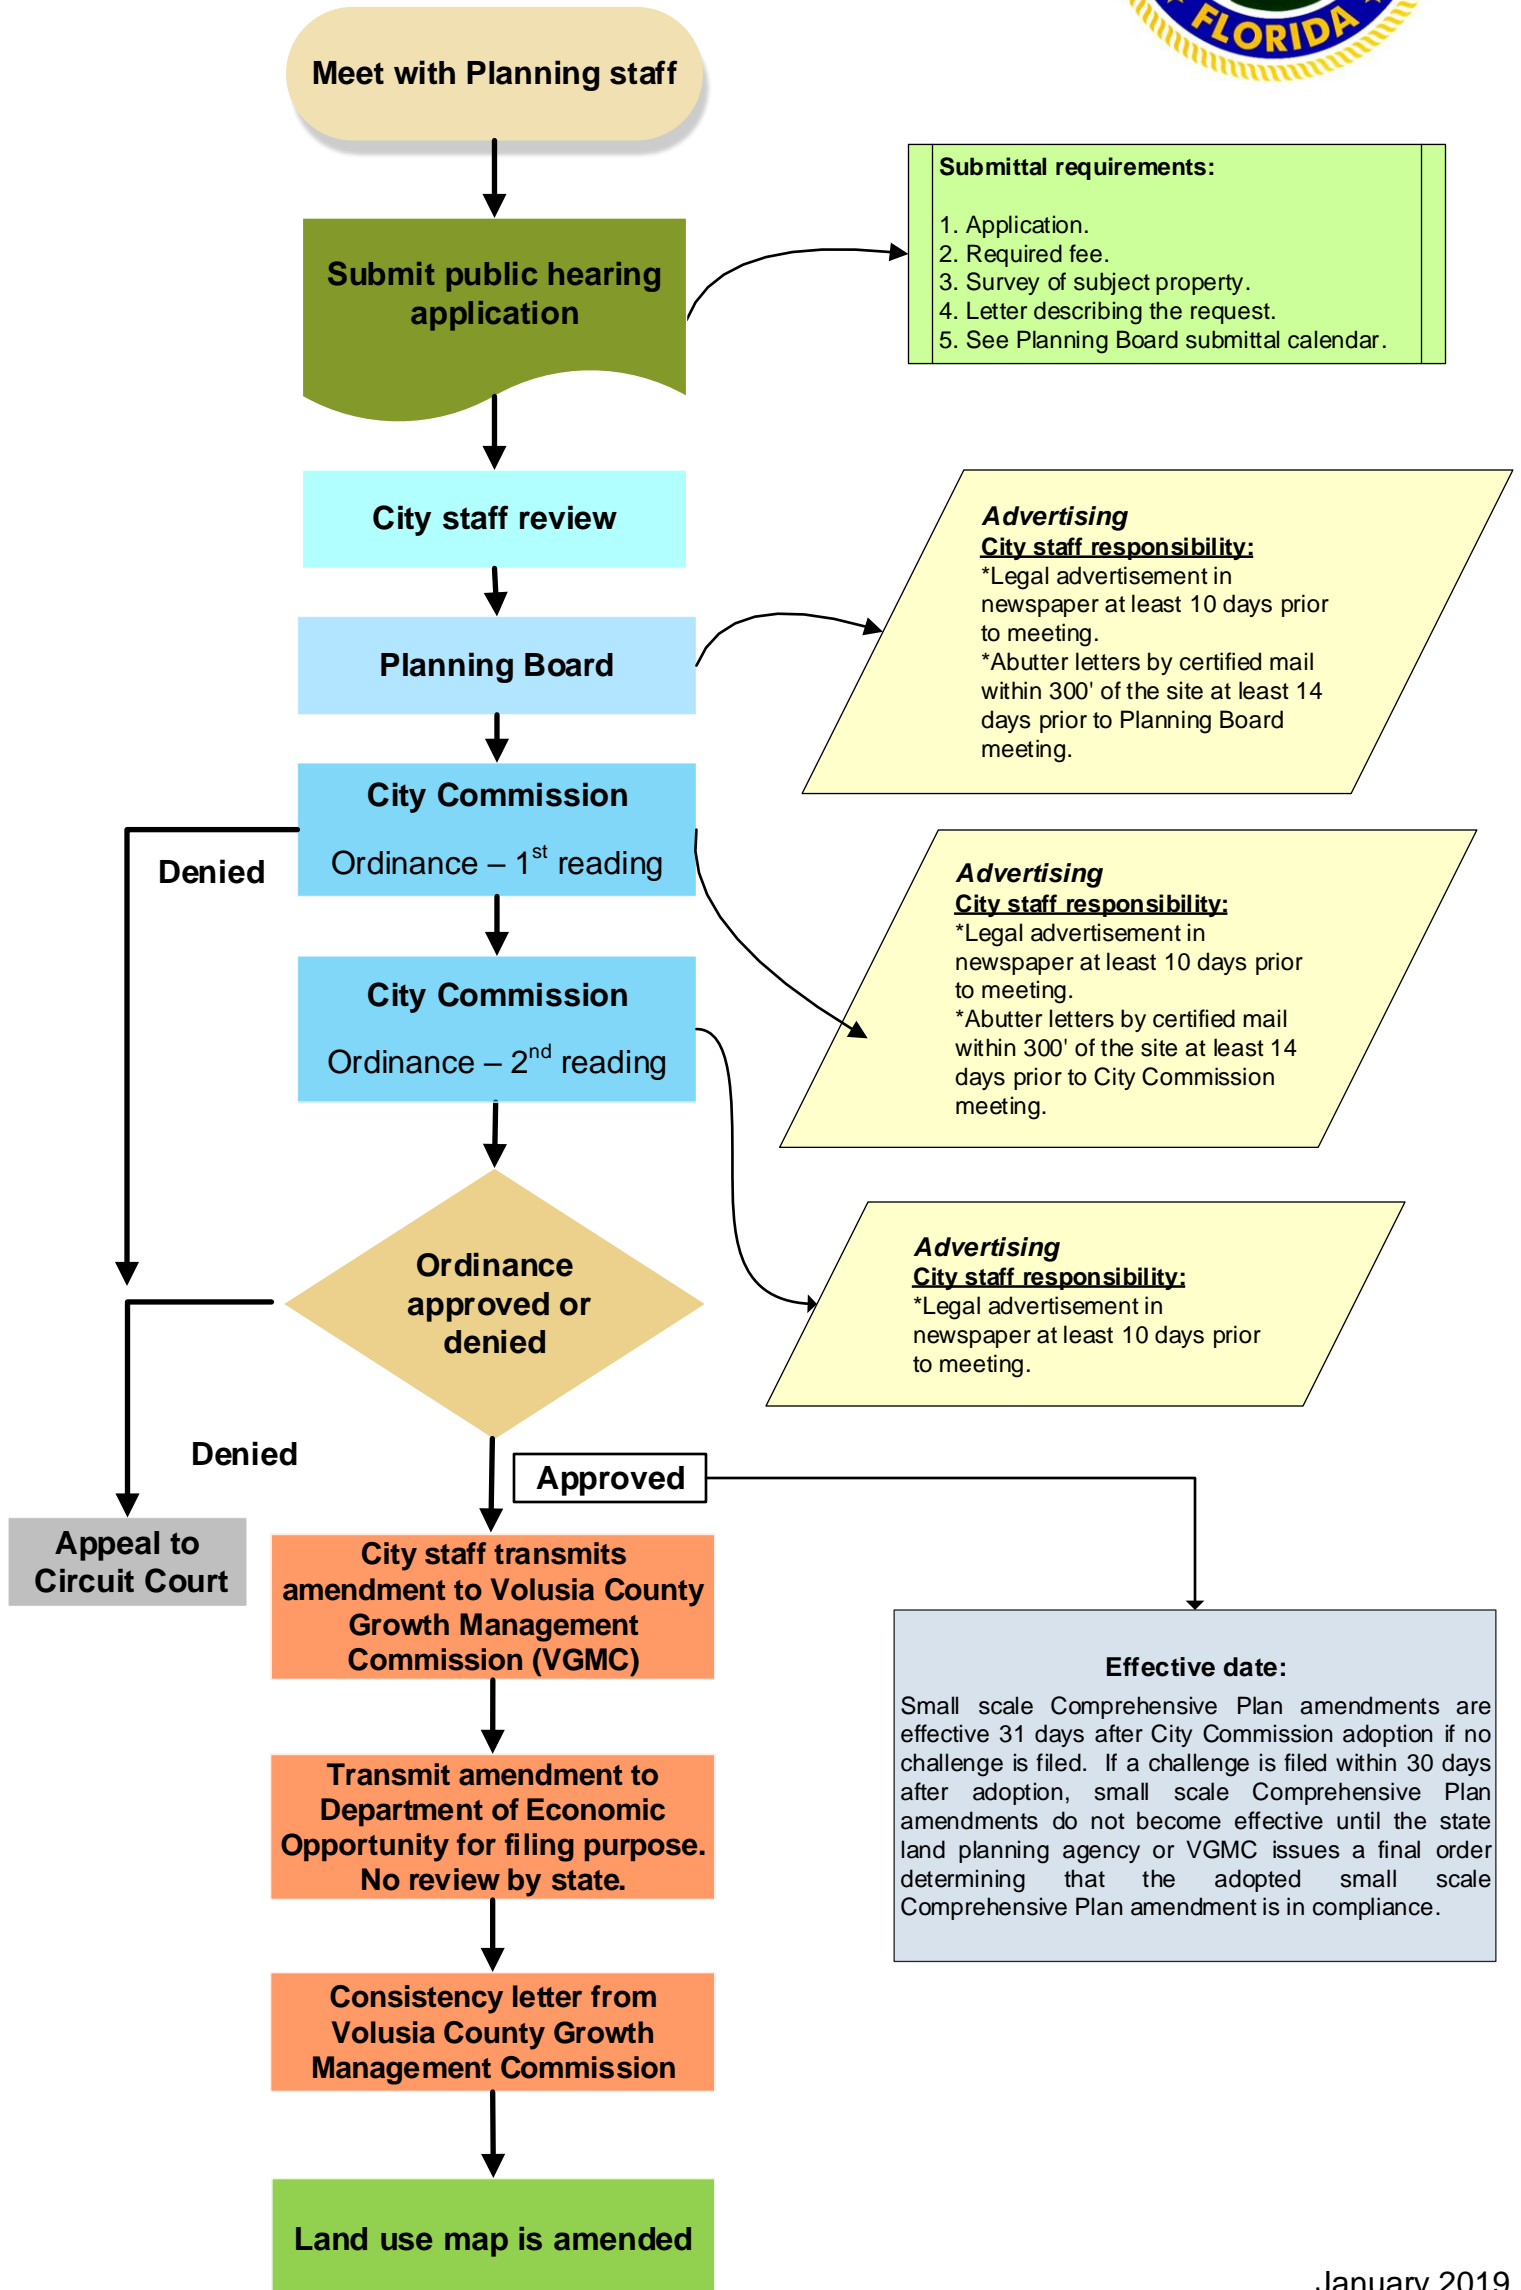 FLORIDA
Meet with Planning staff
Submittal requirements:
1. Application.
2. Required fee.
3. Survey of subject property.
4. Letter describing the request.
5. See Planning Board submittal calendar.
Submit public hearing
application
City staff review
Advertising
City staff responsibility:
*Legal advertisement in
newspaper at least 10 days prior
to meeting.
*Abutter letters by certified mail
within 300' of the site at least 14
days prior to Planning Board
meeting.
Planning Board
City Commission
Ordinance – 1st reading
Denied
Advertising
City staff responsibility:
*Legal advertisement in
newspaper at least 10 days prior
to meeting.
*Abutter letters by certified mail
within 300' of the site at least 14
days prior to City Commission
meeting.
City Commission
Ordinance – 2nd reading
Advertising
City staff responsibility:
*Legal advertisement in
newspaper at least 10 days prior
to meeting.
Ordinance
approved or
denied
Denied
Approved
Appeal to
Circuit Court
City staff transmits
amendment to Volusia County
Growth Management
Commission (VGMC)
Effective date:
Small scale Comprehensive Plan amendments are
effective 31 days after City Commission adoption if no
challenge is filed. If a challenge is filed within 30 days
after adoption, small scale Comprehensive Plan
amendments do not become effective until the state
land planning agency or VGMC issues a final order
determining that the adopted small scale
Comprehensive Plan amendment is in compliance.
Transmit amendment to
Department of Economic
Opportunity for filing purpose.
No review by state.
Consistency letter from
Volusia County Growth
Management Commission
Land use map is amended
January 2019